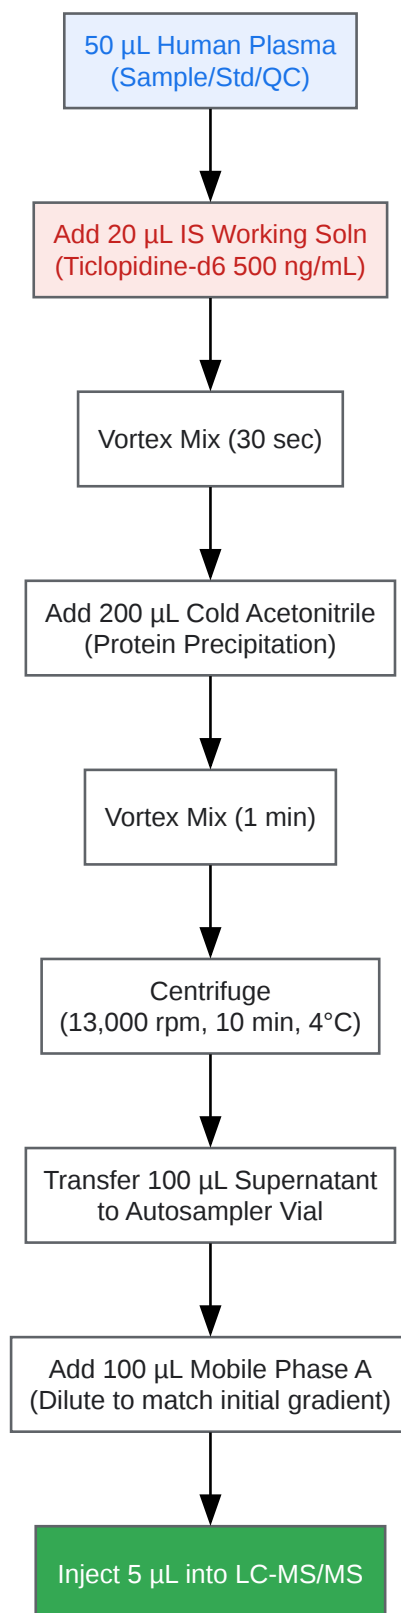 50 µL Human Plasma
(Sample/Std/QC)
Add 20 µL IS Working Soln
(Ticlopidine-d6 500 ng/mL)
Vortex Mix (30 sec)
Add 200 µL Cold Acetonitrile
(Protein Precipitation)
Vortex Mix (1 min)
Centrifuge
(13,000 rpm, 10 min, 4°C)
Transfer 100 µL Supernatant
to Autosampler Vial
Add 100 µL Mobile Phase A
(Dilute to match initial gradient)
Inject 5 µL into LC-MS/MS